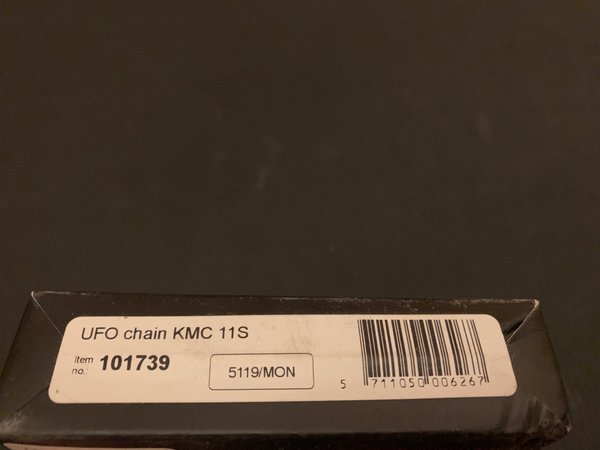 UFO chain KMC 11S
Item no.: 101739
5119/MON
5 711050 006267